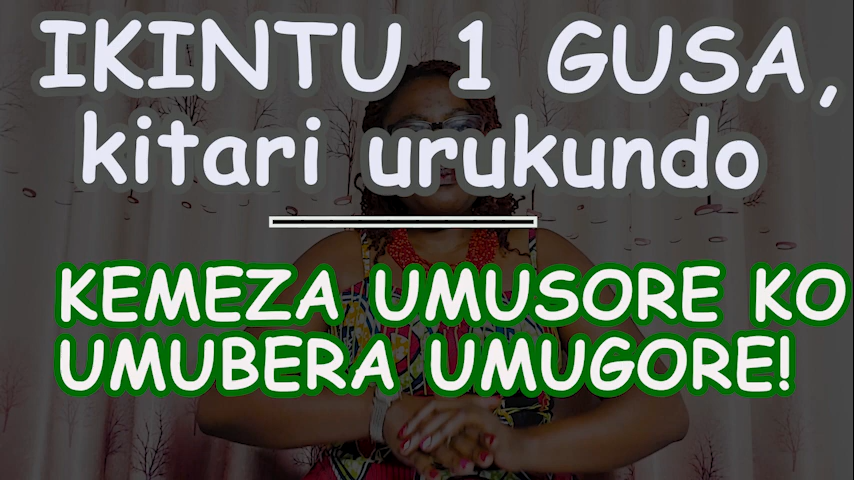 IKINTU 1 GUSA,
kitari urukundo
KEMEZA UMUSORE KO
UMUBERA UMUGORE!